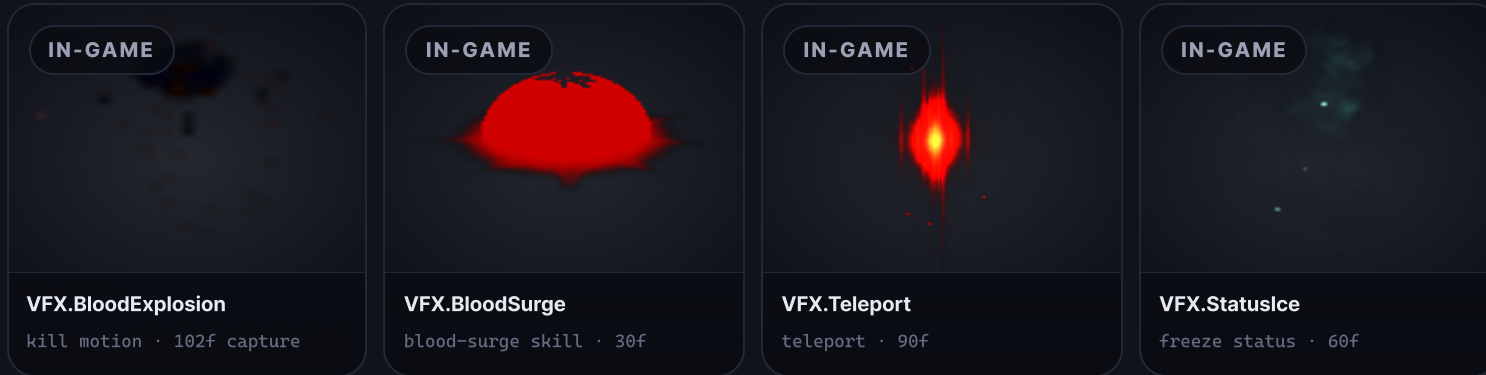 IN-GAME
VFX.BloodExplosion
kill motion · 102f capture
IN-GAME
VFX.BloodSurge
blood-surge skill · 30f
IN-GAME
VFX.Teleport
teleport · 90f
IN-GAME
VFX.StatusIce
freeze status · 60f